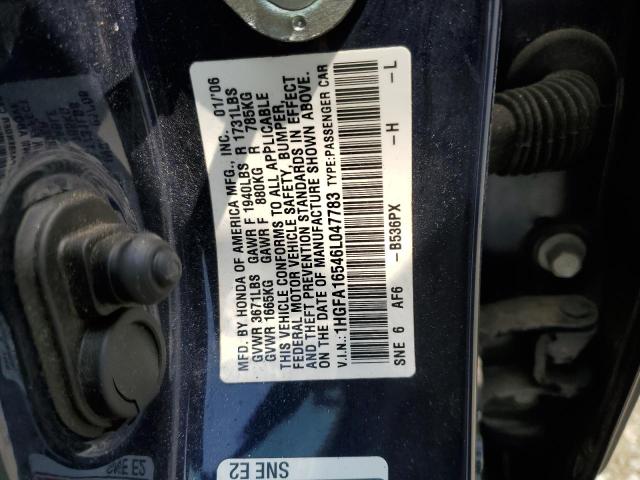 MFD. BY HONDA OF AMERICA MFG., INC. 01/'06
GVWR 3671LBS GAWR F 1940LBS R 1731LBS
GVWR 1665KG GAWR F 880KG R 785KG
THIS VEHICLE CONFORMS TO ALL APPLICABLE
FEDERAL MOTOR VEHICLE SAFETY, BUMPER,
AND THEFT PREVENTION STANDARDS IN EFFECT
ON THE DATE OF MANUFACTURE SHOWN ABOVE.
V.I.N.: 1HGFA16546L047783 TYPE:PASSENGER CAR
SNE 6 AF6 -B536PX -H -L
SNE E2
SNE E2